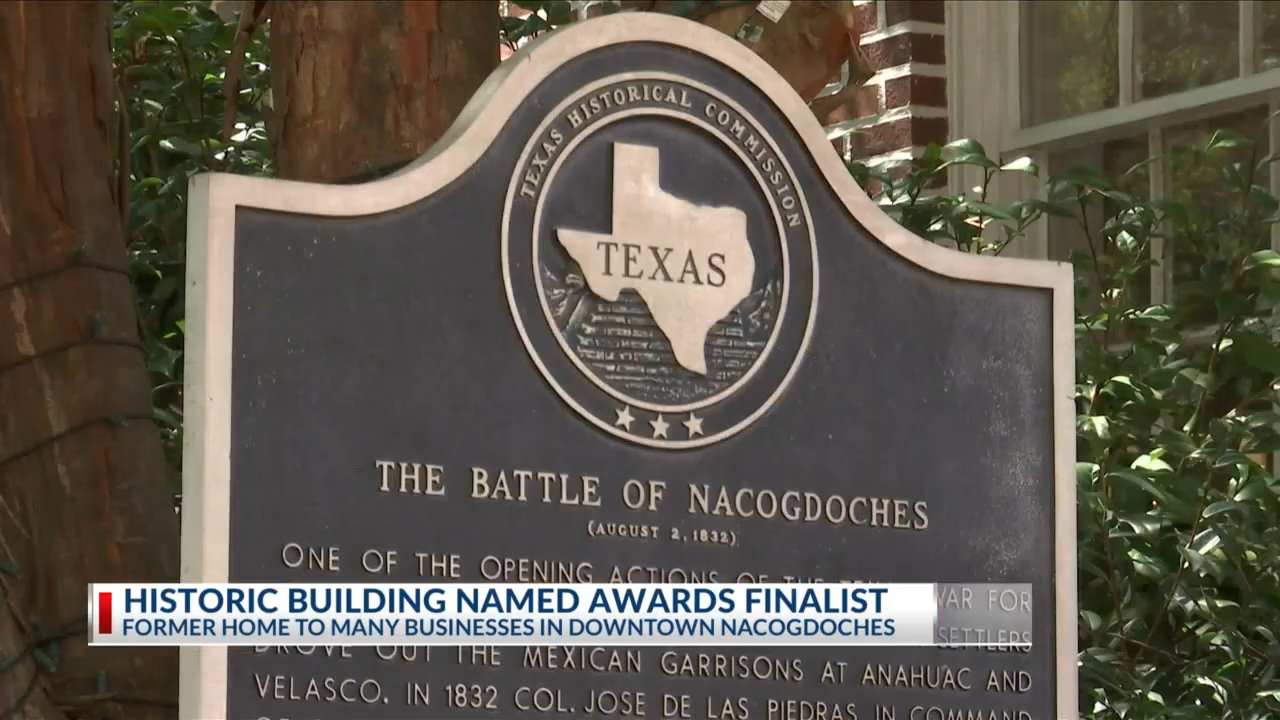 TEXAS HISTORICAL COMMISSION
TEXAS
THE BATTLE OF NACOGDOCHES
(AUGUST 2, 1832)
ONE OF THE OPENING ACTIONS OF THE WAR FOR
HISTORIC BUILDING NAMED AWARDS FINALIST
FORMER HOME TO MANY BUSINESSES IN DOWNTOWN NACOGDOCHES
SETTLERS
DROVE OUT THE MEXICAN GARRISONS AT ANAHUAC AND
VELASCO. IN 1832 COL. JOSE DE LAS PIEDRAS IN COMMAND